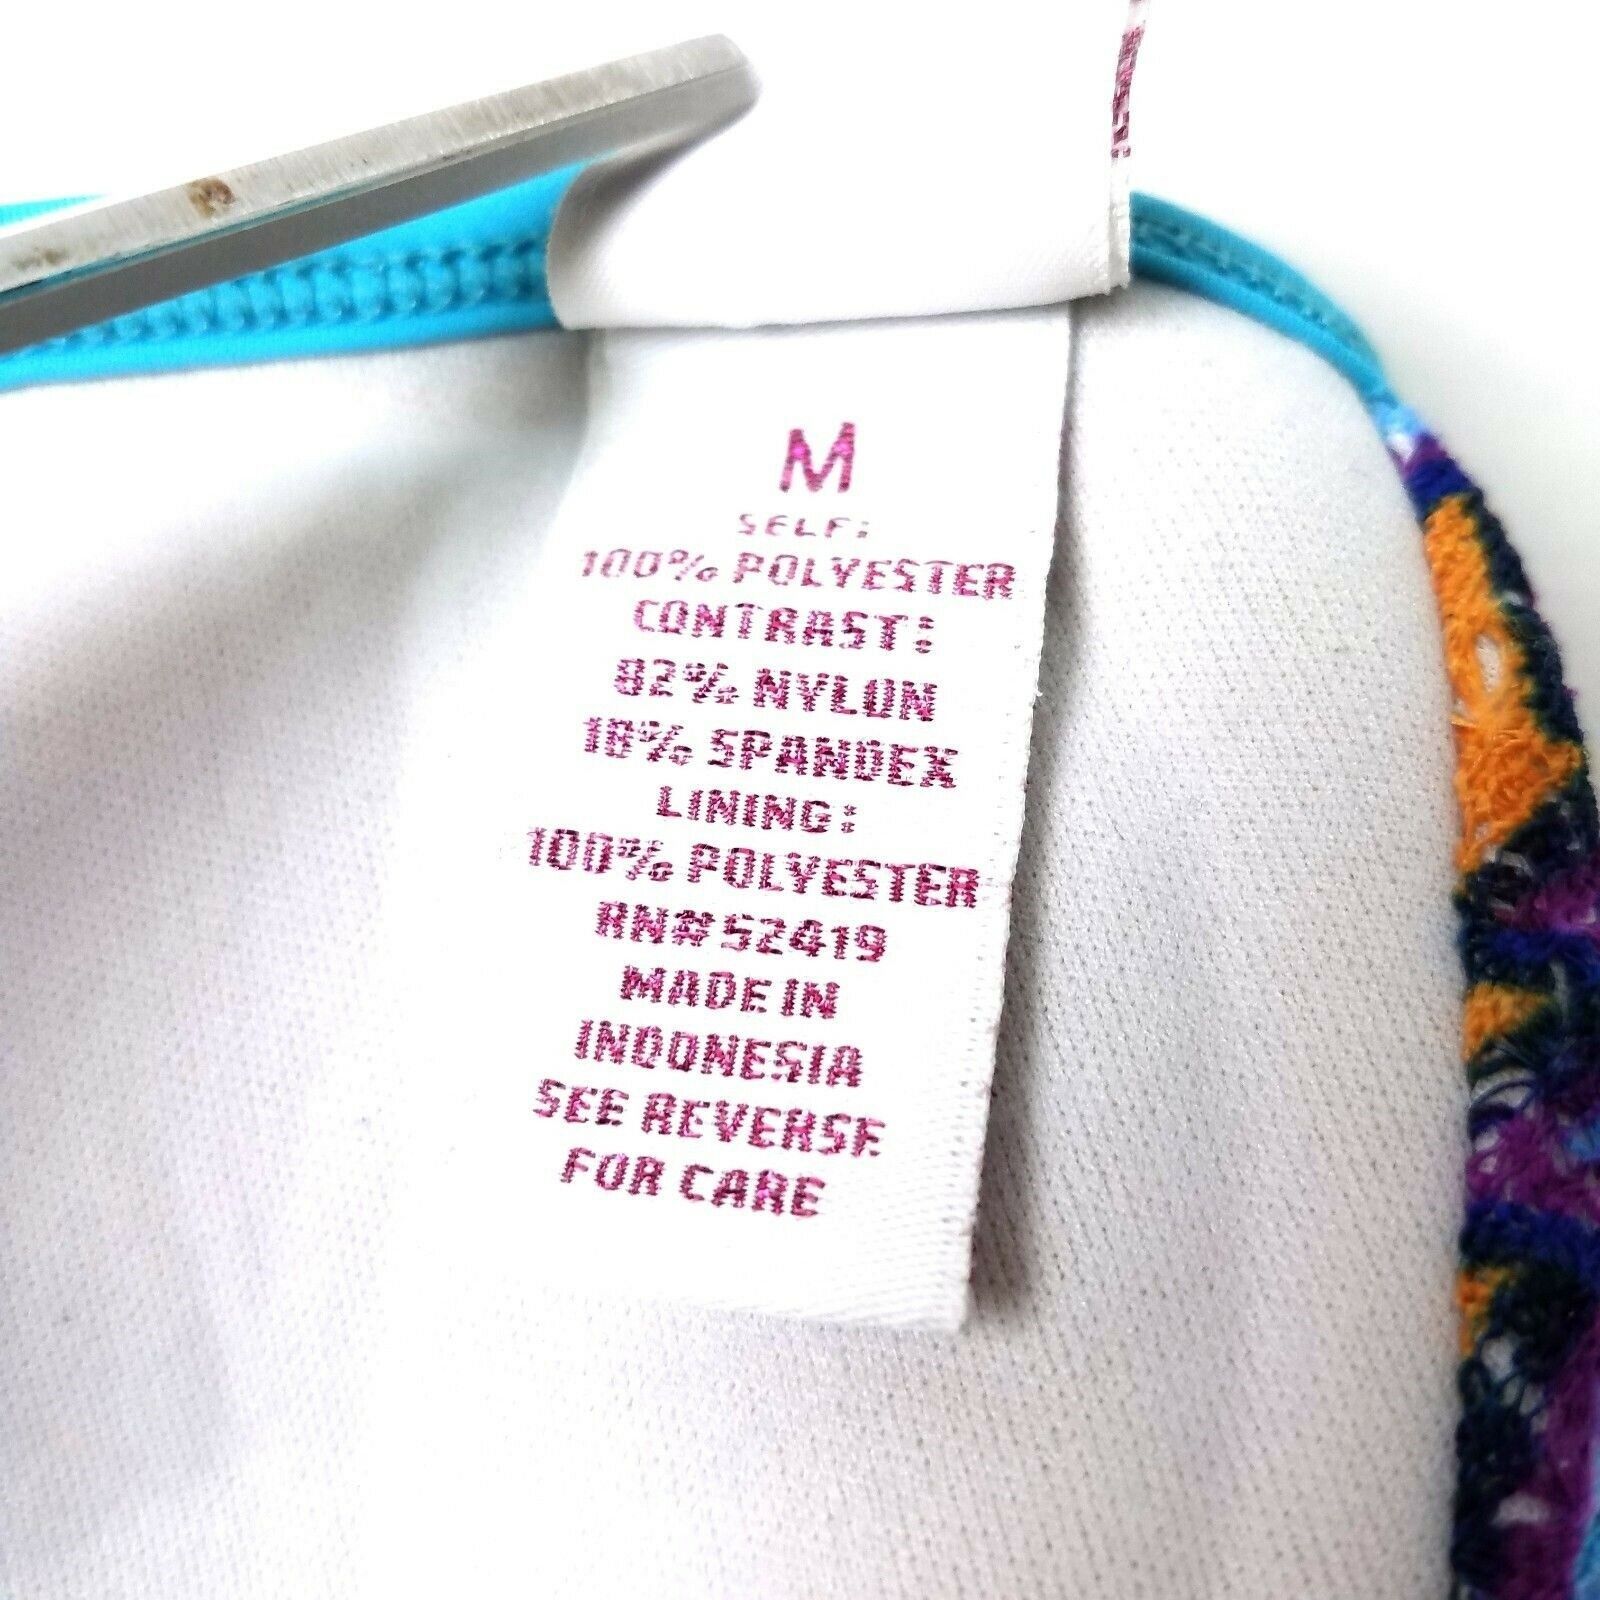 M
SELF:
100% POLYESTER
CONTRAST:
82% NYLON
18% SPANDEX
LINING:
100% POLYESTER
RN#52419
MADE IN
INDONESIA
SEE REVERSE
FOR CARE